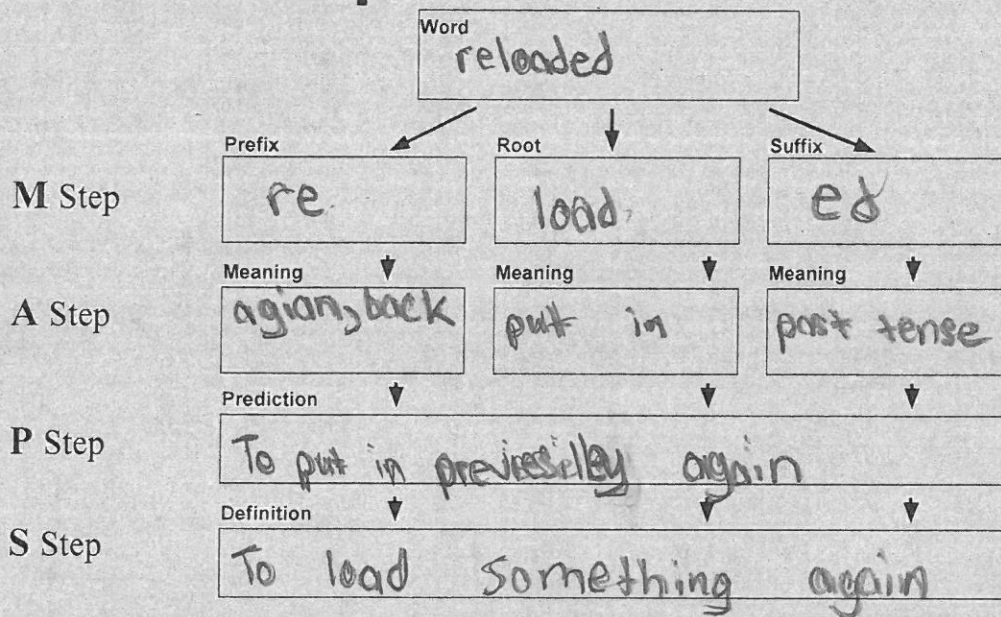 Word
reloaded
Prefix Root Suffix
M Step re load ed
Meaning Meaning Meaning
A Step agian, back put in past tense
Prediction
P Step To put in previesilley again
Definition
S Step To load something again